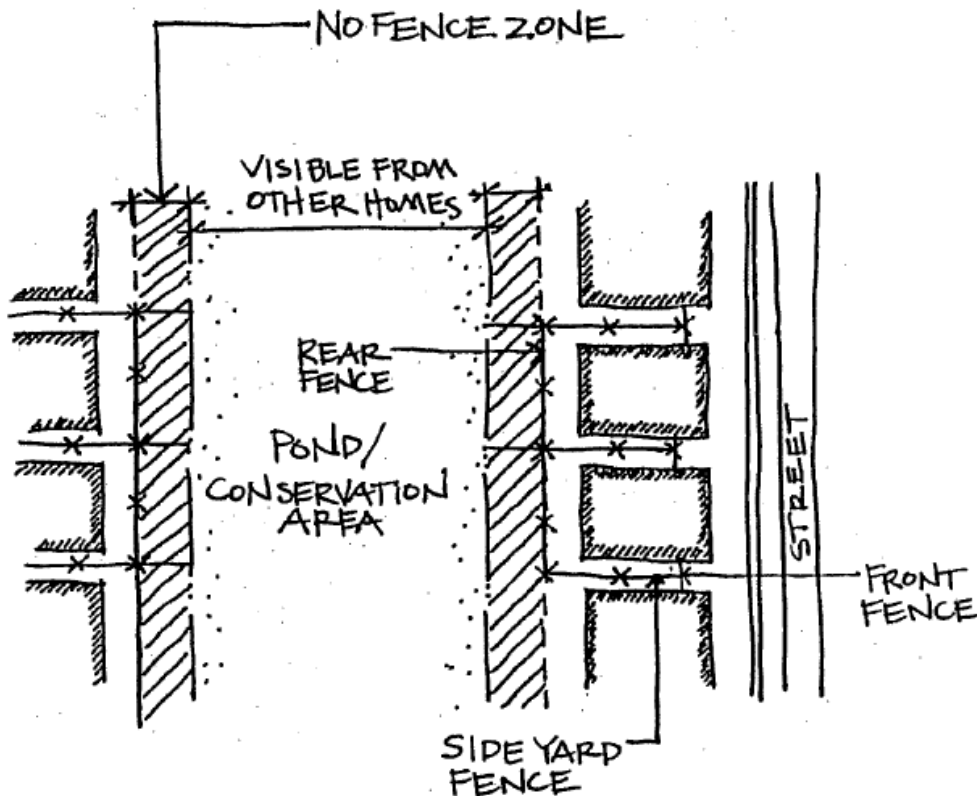 NO FENCE ZONE
VISIBLE FROM
OTHER HOMES
REAR
FENCE
POND/
CONSERVATION
AREA
STREET
FRONT
FENCE
SIDE YARD
FENCE